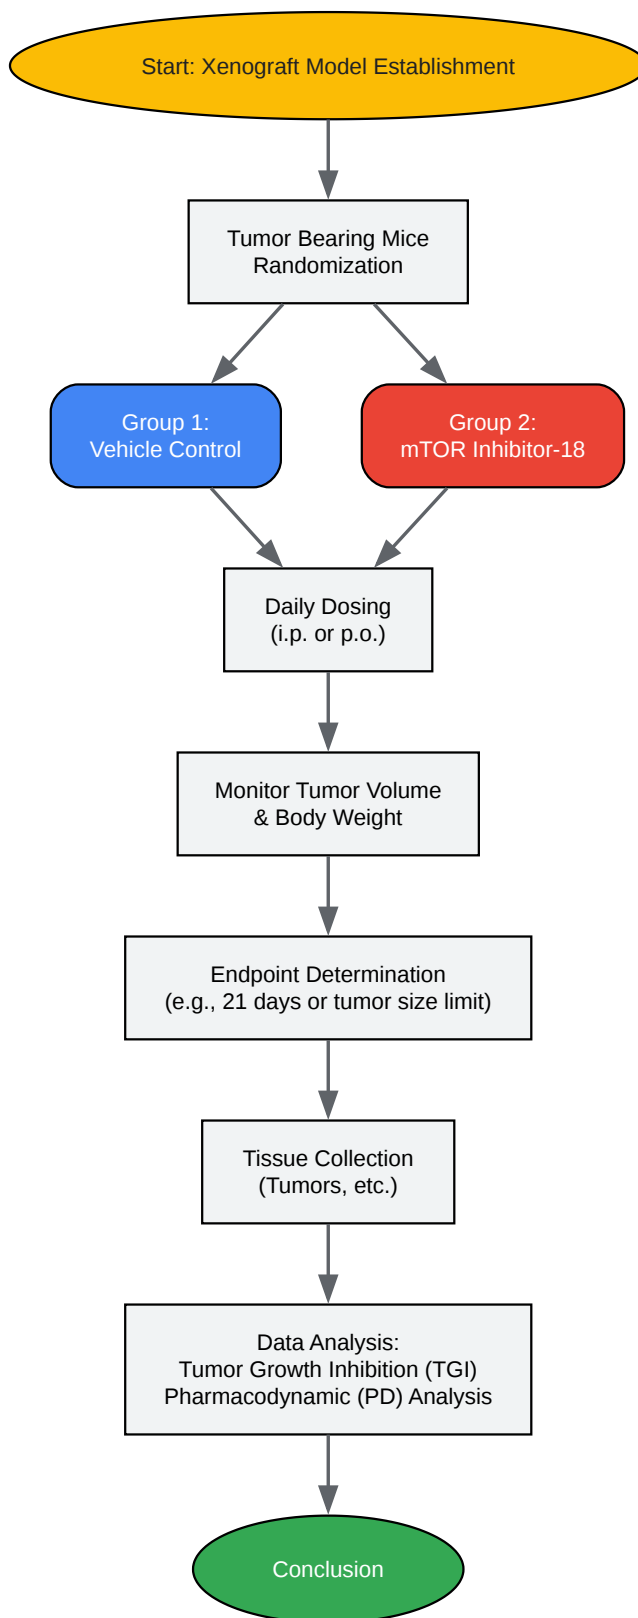 Start: Xenograft Model Establishment
Tumor Bearing Mice
Randomization
Group 1:
Vehicle Control
Group 2:
mTOR Inhibitor-18
Daily Dosing
(i.p. or p.o.)
Monitor Tumor Volume
& Body Weight
Endpoint Determination
(e.g., 21 days or tumor size limit)
Tissue Collection
(Tumors, etc.)
Data Analysis:
Tumor Growth Inhibition (TGI)
Pharmacodynamic (PD) Analysis
Conclusion